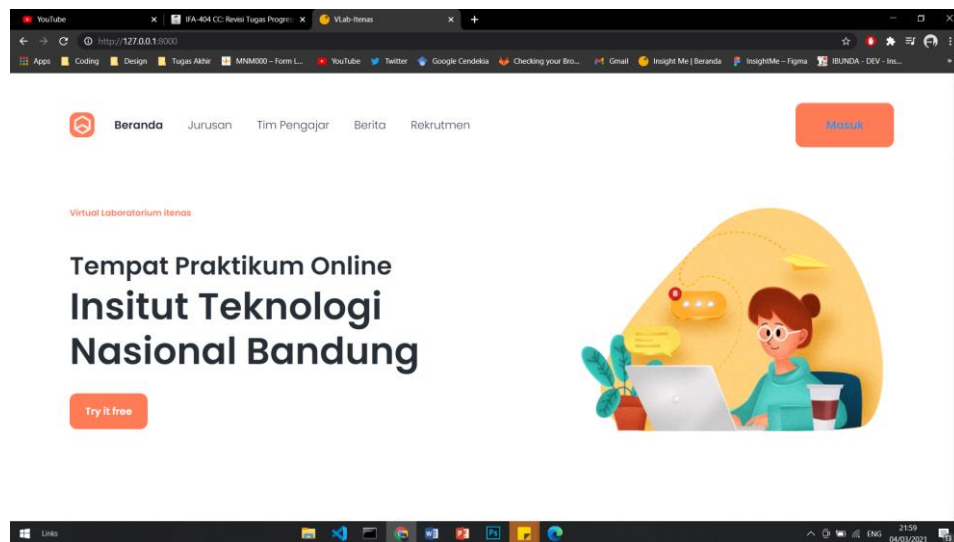 YouTube
IFA-404 CC: Revisi Tugas Progres
VLab-Itenas
http://127.0.0.1:8000
Apps Coding Design Tugas Akhir MNM000 – Form L... YouTube Twitter Google Cendekia Checking your Bro... Gmail Insight Me | Beranda InsightMe – Figma IBUNDA - DEV - Ins...
Beranda Jurusan Tim Pengajar Berita Rekrutmen Masuk
Virtual Laboratorium itenas
Tempat Praktikum Online
Insitut Teknologi
Nasional Bandung
Try it free
Links
ENG
21:59
04/03/2021